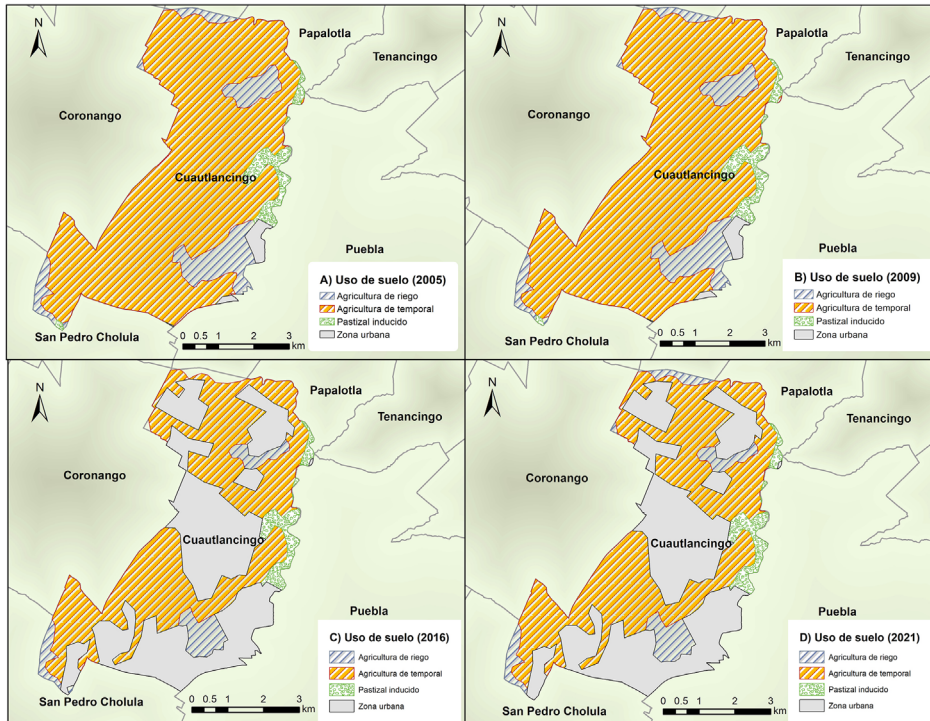 N
Papalotla
Tenancingo
Coronango
Cuautlancingo
Puebla
A) Uso de suelo (2005)
Agricultura de riego
Agricultura de temporal
Pastizal inducido
Zona urbana
San Pedro Cholula
0 0.5 1 2 3
km
N
Papalotla
Tenancingo
Coronango
Cuautlancingo
Puebla
B) Uso de suelo (2009)
Agricultura de riego
Agricultura de temporal
Pastizal inducido
Zona urbana
San Pedro Cholula
0 0.5 1 2 3
km
N
Papalotla
Tenancingo
Coronango
Cuautlancingo
Puebla
C) Uso de suelo (2016)
Agricultura de riego
Agricultura de temporal
Pastizal inducido
Zona urbana
San Pedro Cholula
0 0.5 1 2 3
km
N
Papalotla
Tenancingo
Coronango
Cuautlancingo
Puebla
D) Uso de suelo (2021)
Agricultura de riego
Agricultura de temporal
Pastizal inducido
Zona urbana
San Pedro Cholula
0 0.5 1 2 3
km